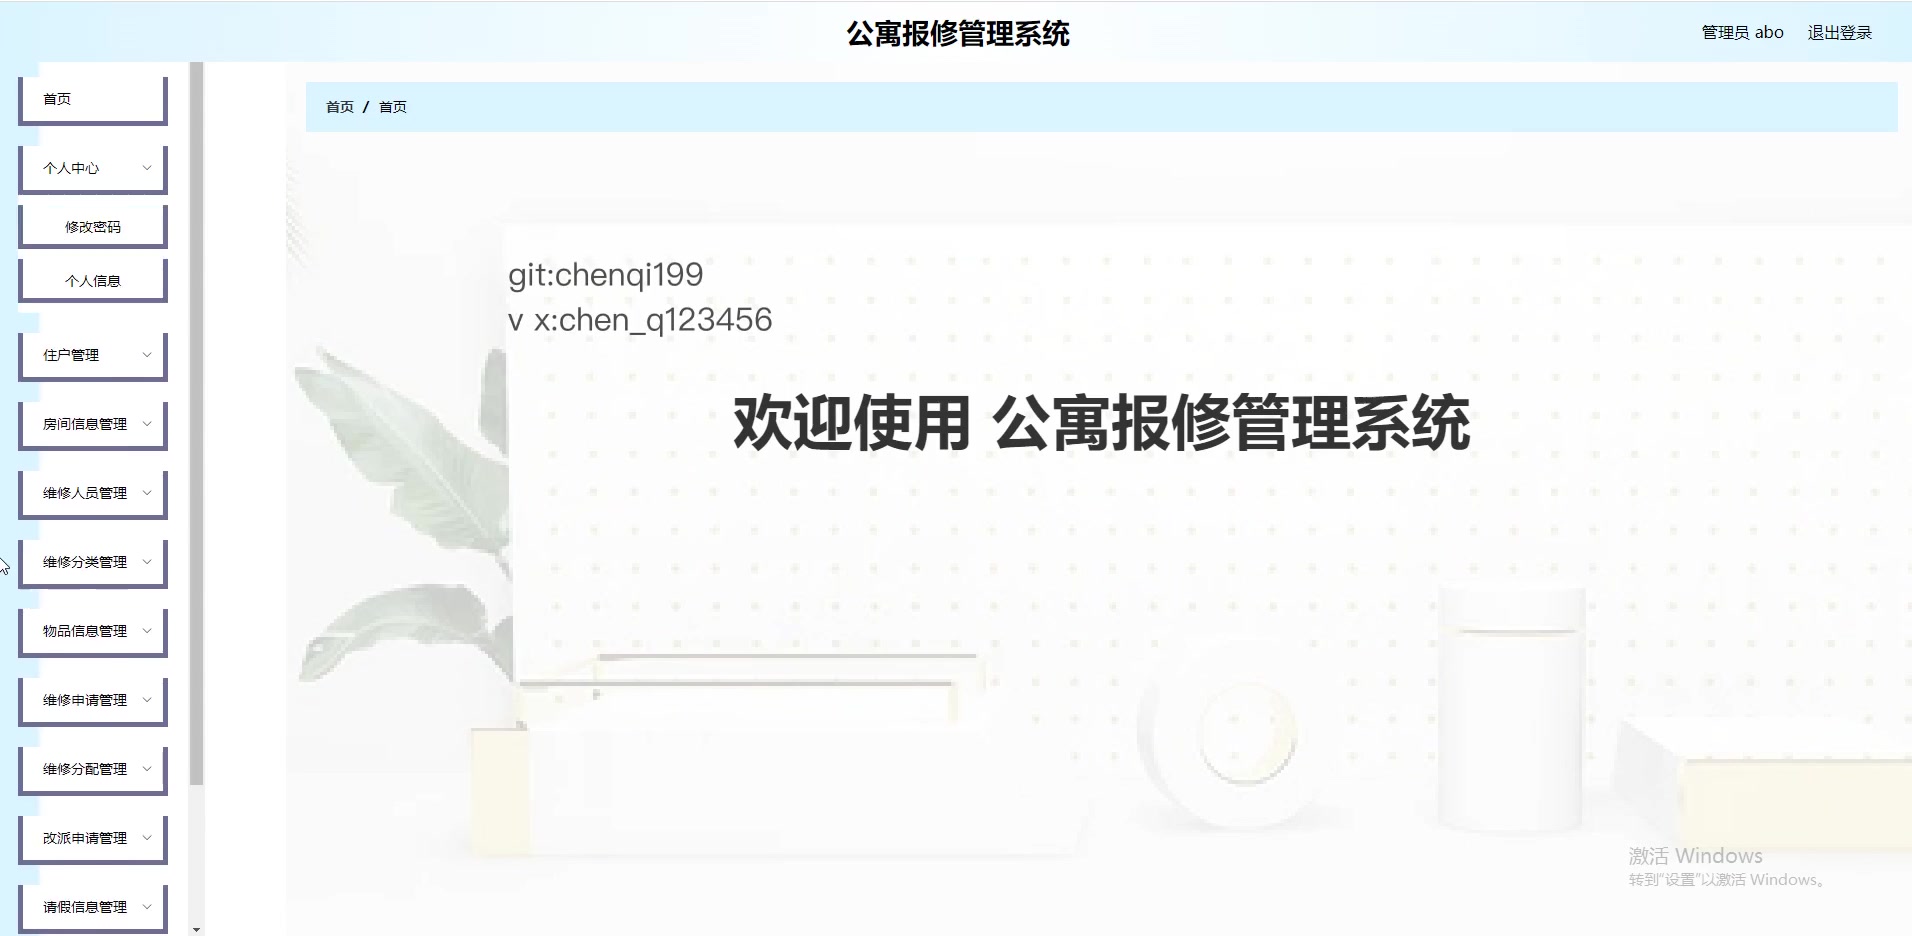 公寓报修管理系统
管理员 abo 退出登录
首页
个人中心
修改密码
个人信息
住户管理
房间信息管理
维修人员管理
维修分类管理
物品信息管理
维修申请管理
维修分配管理
改派申请管理
请假信息管理
首页 / 首页
git:chenqi199
v x:chen_q123456
欢迎使用 公寓报修管理系统
激活 Windows
转到“设置”以激活 Windows。